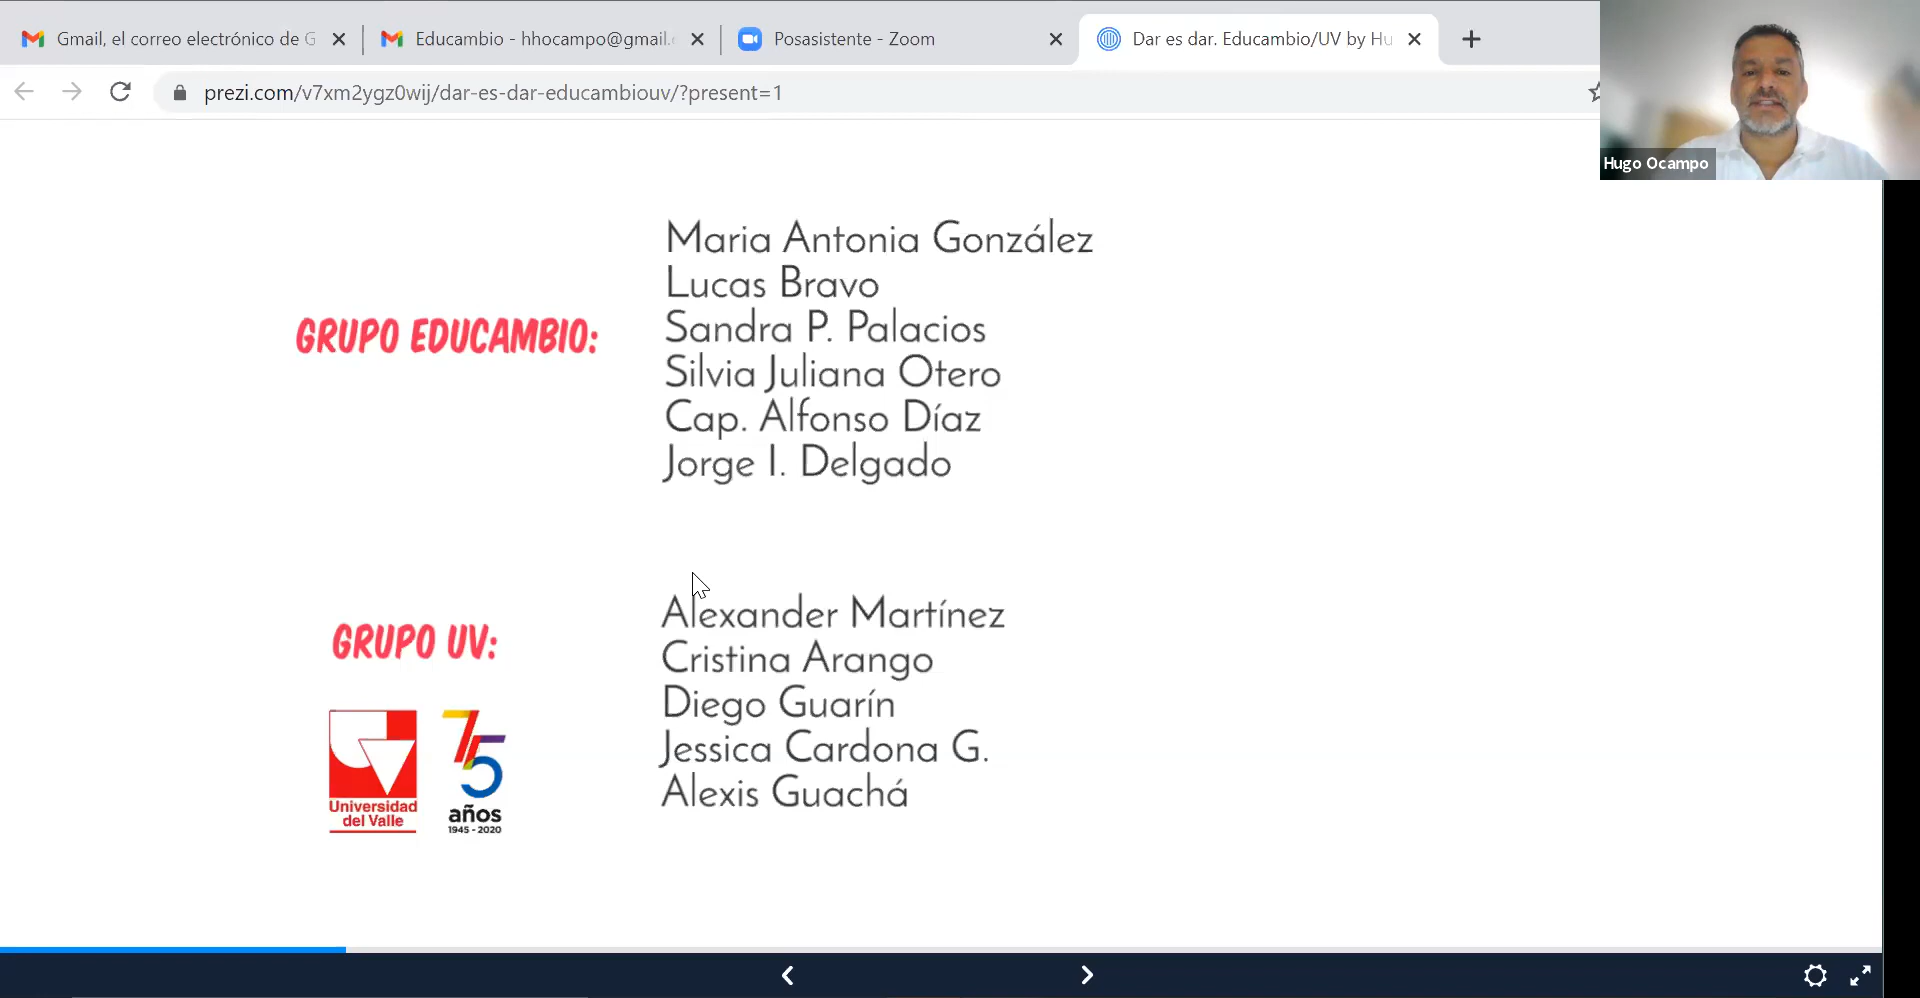 Gmail, el correo electrónico de G
Educambio - hhocampo@gmail.c
Posasistente - Zoom
Dar es dar. Educambio/UV by Hu
prezi.com/v7xm2ygz0wij/dar-es-dar-educambiouv/?present=1
Hugo Ocampo
GRUPO EDUCAMBIO:
Maria Antonia González
Lucas Bravo
Sandra P. Palacios
Silvia Juliana Otero
Cap. Alfonso Díaz
Jorge I. Delgado
GRUPO UV:
Alexander Martínez
Cristina Arango
Diego Guarín
Jessica Cardona G.
Alexis Guachá
Universidad
del Valle
75
años
1945 - 2020